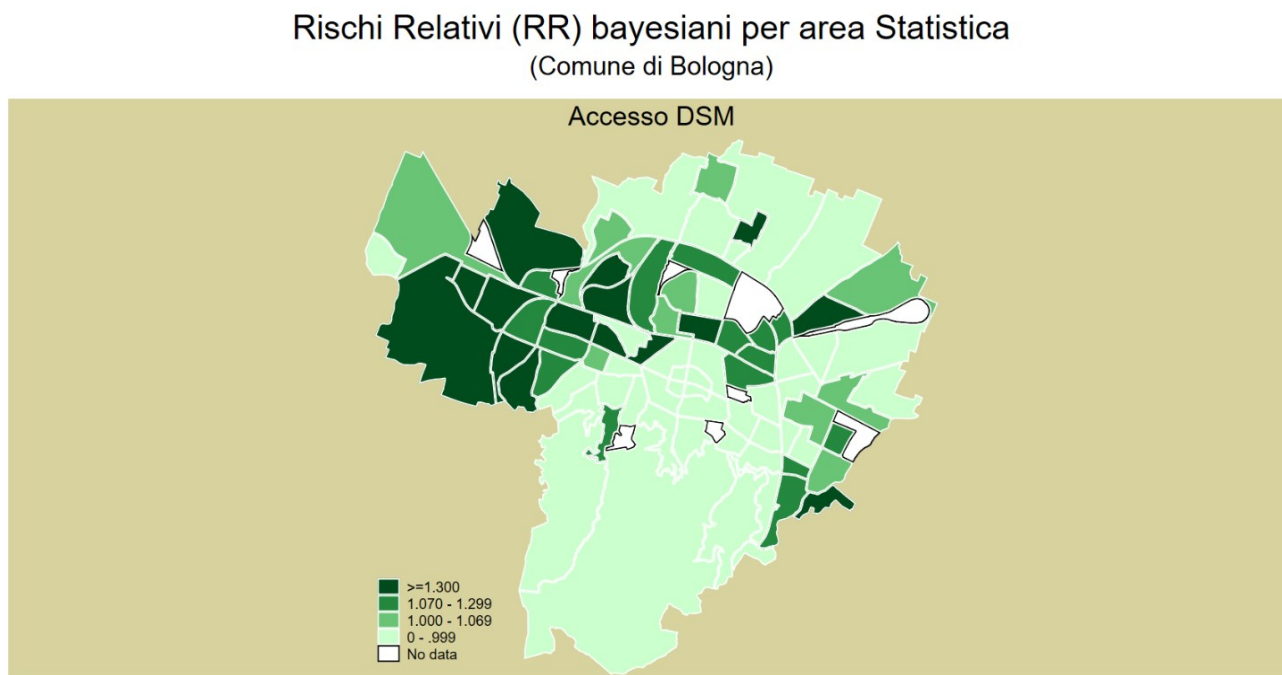 Rischi Relativi (RR) bayesiani per area Statistica
(Comune di Bologna)
Accesso DSM
>=1.300
1.070 - 1.299
1.000 - 1.069
0 - .999
No data